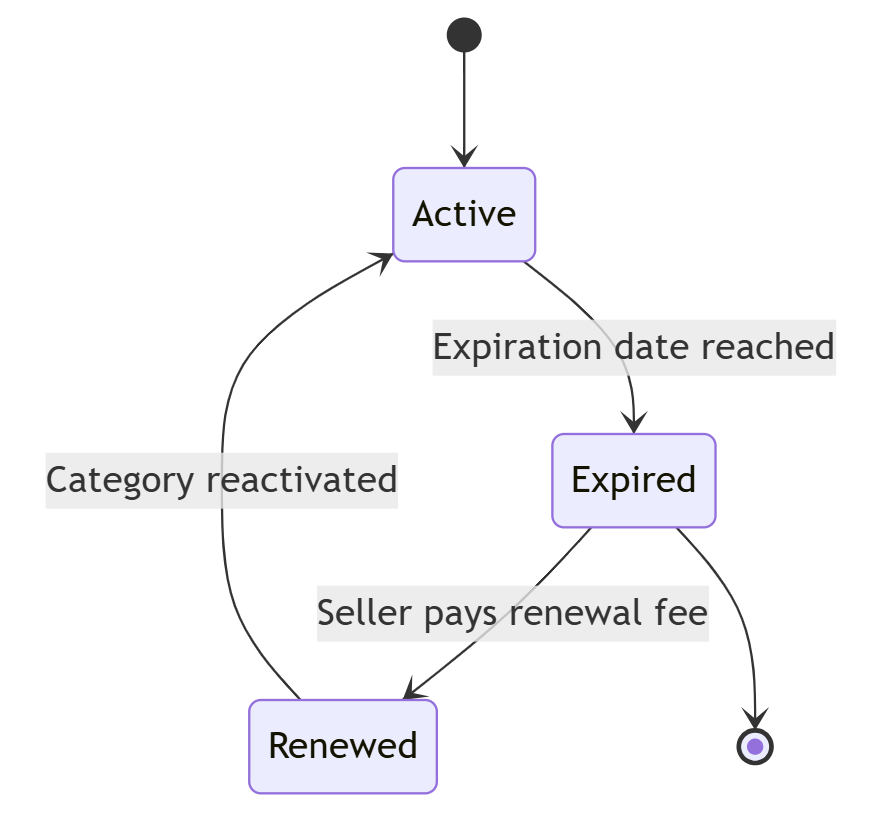 Active
Expiration date reached
Category reactivated
Expired
Seller pays renewal fee
Renewed